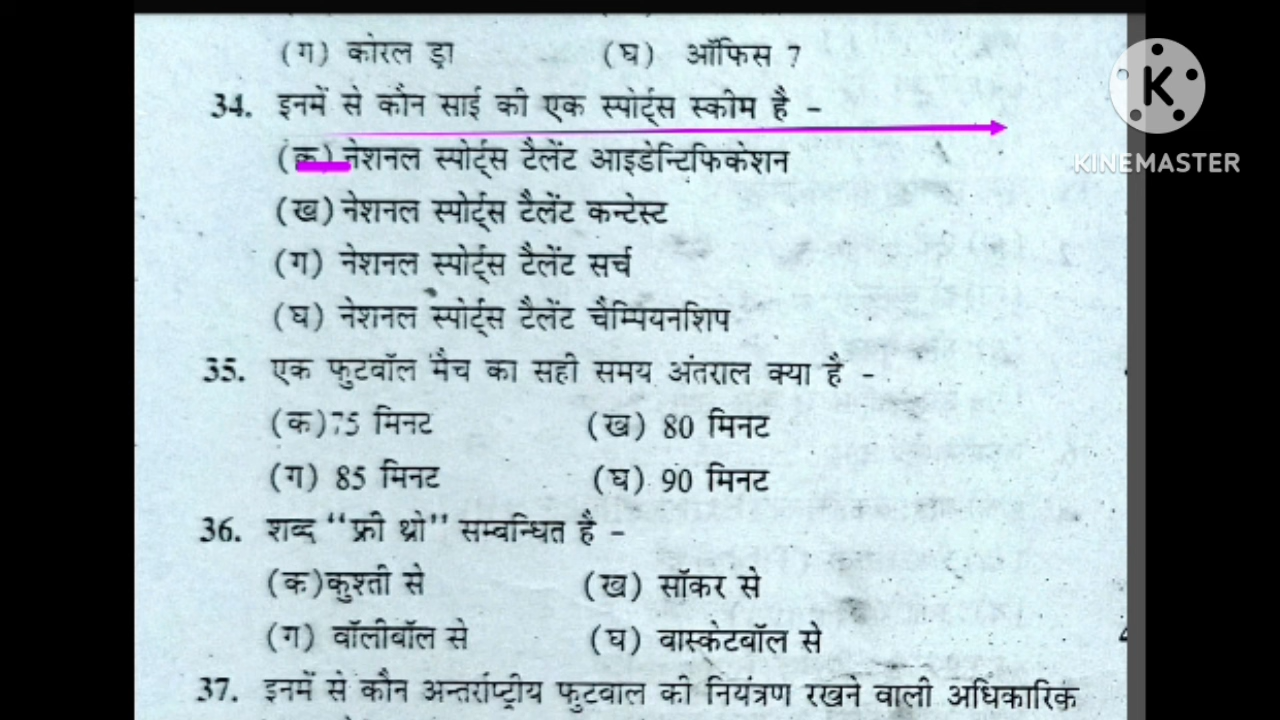 (ग) कोरल ड्रा (घ) ऑफिस 7
34. इनमें से कौन साई की एक स्पोर्ट्स स्कीम है -
(क) नेशनल स्पोर्ट्स टैलेंट आइडेन्टिफिकेशन
(ख) नेशनल स्पोर्ट्स टैलेंट कन्टेस्ट
(ग) नेशनल स्पोर्ट्स टैलेंट सर्च
(घ) नेशनल स्पोर्ट्स टैलेंट चैम्पियनशिप
35. एक फुटवॉल मैच का सही समय अंतराल क्या है -
(क) 75 मिनट (ख) 80 मिनट
(ग) 85 मिनट (घ) 90 मिनट
36. शब्द "फ्री थ्रो" सम्बन्धित है -
(क) कुश्ती से (ख) सॉकर से
(ग) वॉलीबॉल से (घ) वास्केटबॉल से
37. इनमें से कौन अन्तर्राष्ट्रीय फुटवाल की नियंत्रण रखने वाली अधिकारिक
K
KINEMASTER